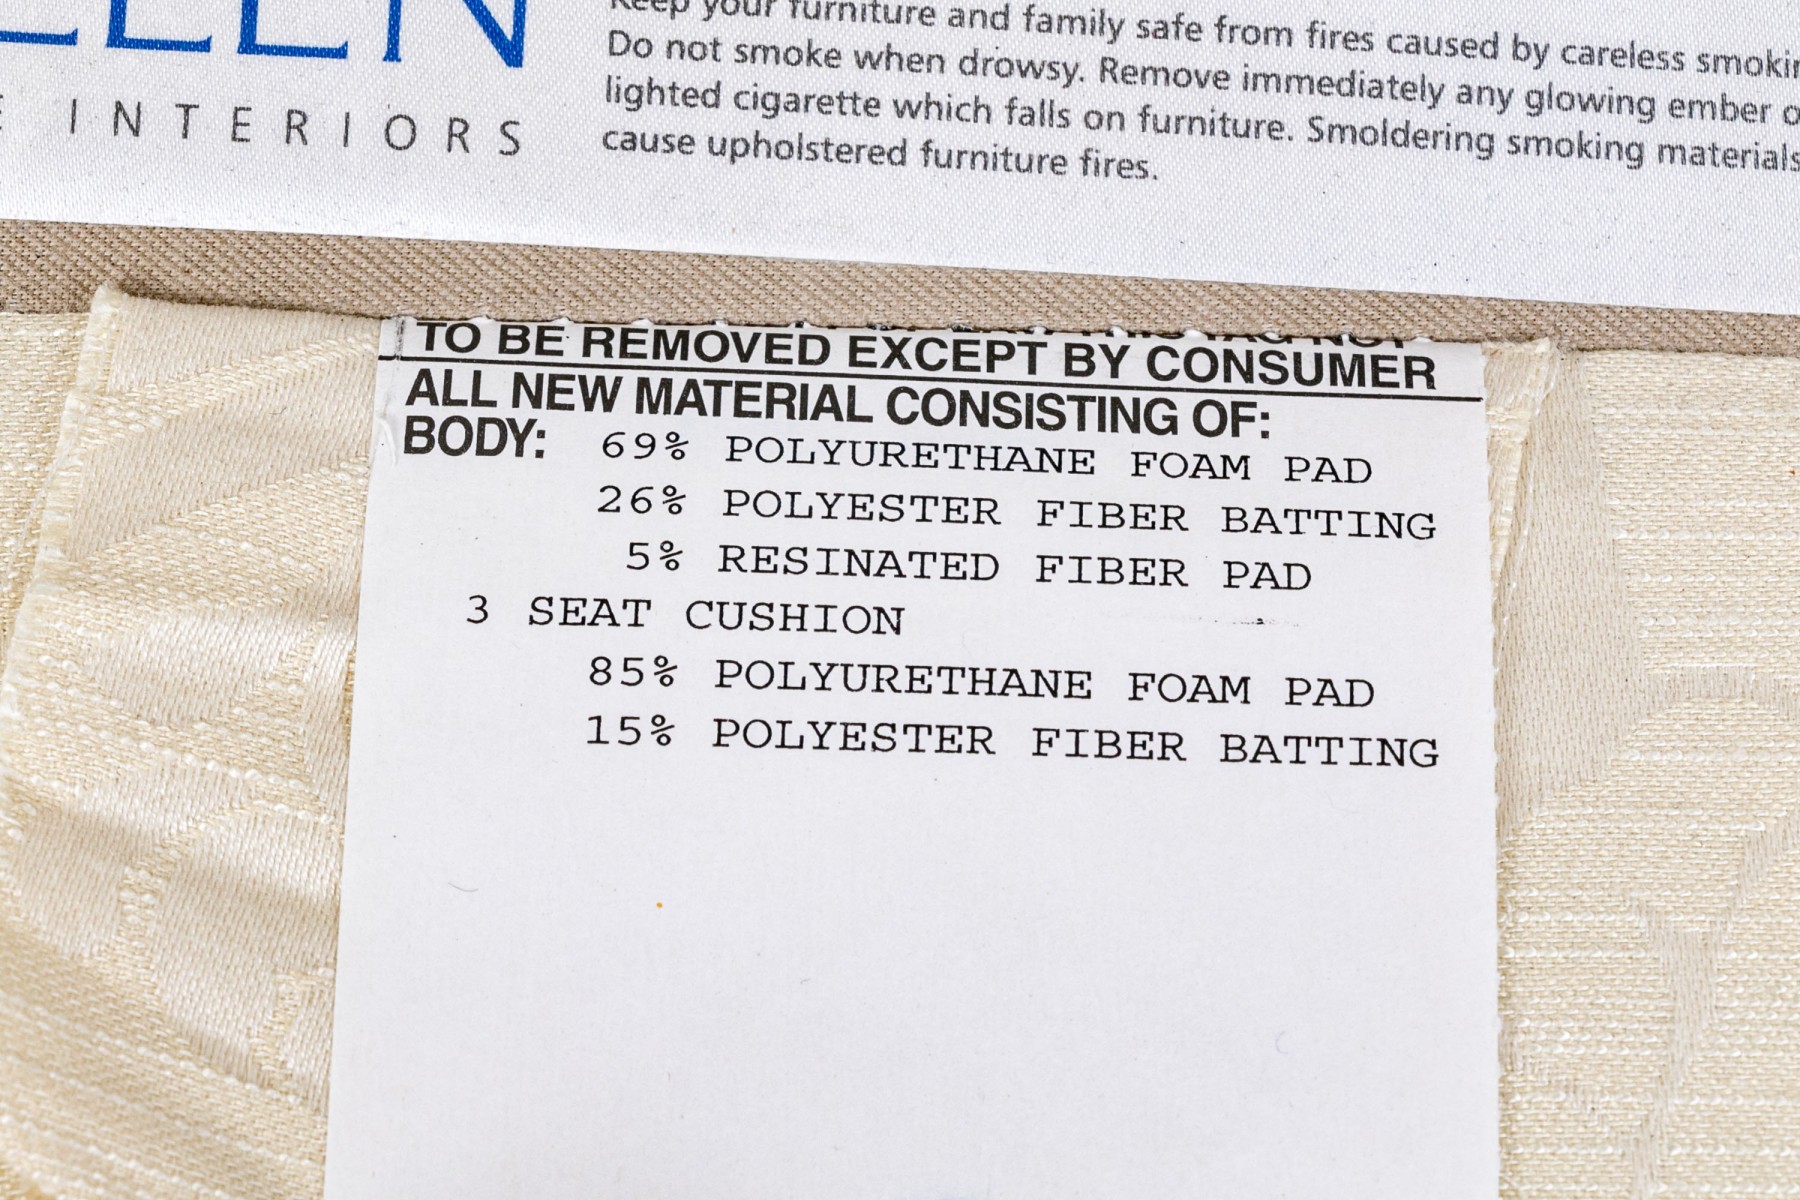 INTERIORS
Keep your furniture and family safe from fires caused by careless
Do not smoke when drowsy. Remove immediately any glowing ember
lighted cigarette which falls on furniture. Smoldering smoking materials
cause upholstered furniture fires.
TO BE REMOVED EXCEPT BY CONSUMER
ALL NEW MATERIAL CONSISTING OF:
BODY: 69% POLYURETHANE FOAM PAD
26% POLYESTER FIBER BATTING
5% RESINATED FIBER PAD
3 SEAT CUSHION
85% POLYURETHANE FOAM PAD
15% POLYESTER FIBER BATTING